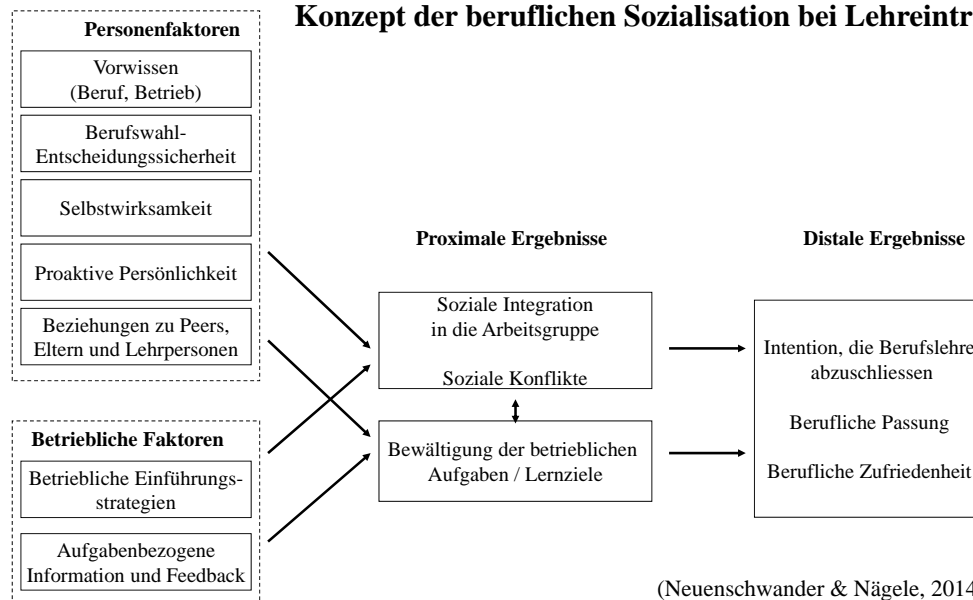 Konzept der beruflichen Sozialisation bei Lehreintr
Personenfaktoren
Vorwissen
(Beruf, Betrieb)
Berufswahl-
Entscheidungssicherheit
Selbstwirksamkeit
Proaktive Persönlichkeit
Beziehungen zu Peers,
Eltern und Lehrpersonen
Betriebliche Faktoren
Betriebliche Einführungs-
strategien
Aufgabenbezogene
Information und Feedback
Proximale Ergebnisse
Soziale Integration
in die Arbeitsgruppe
Soziale Konflikte
Bewältigung der betrieblichen
Aufgaben / Lernziele
Distale Ergebnisse
Intention, die Berufslehre
abzuschliessen
Berufliche Passung
Berufliche Zufriedenheit
(Neuenschwander & Nägele, 2014